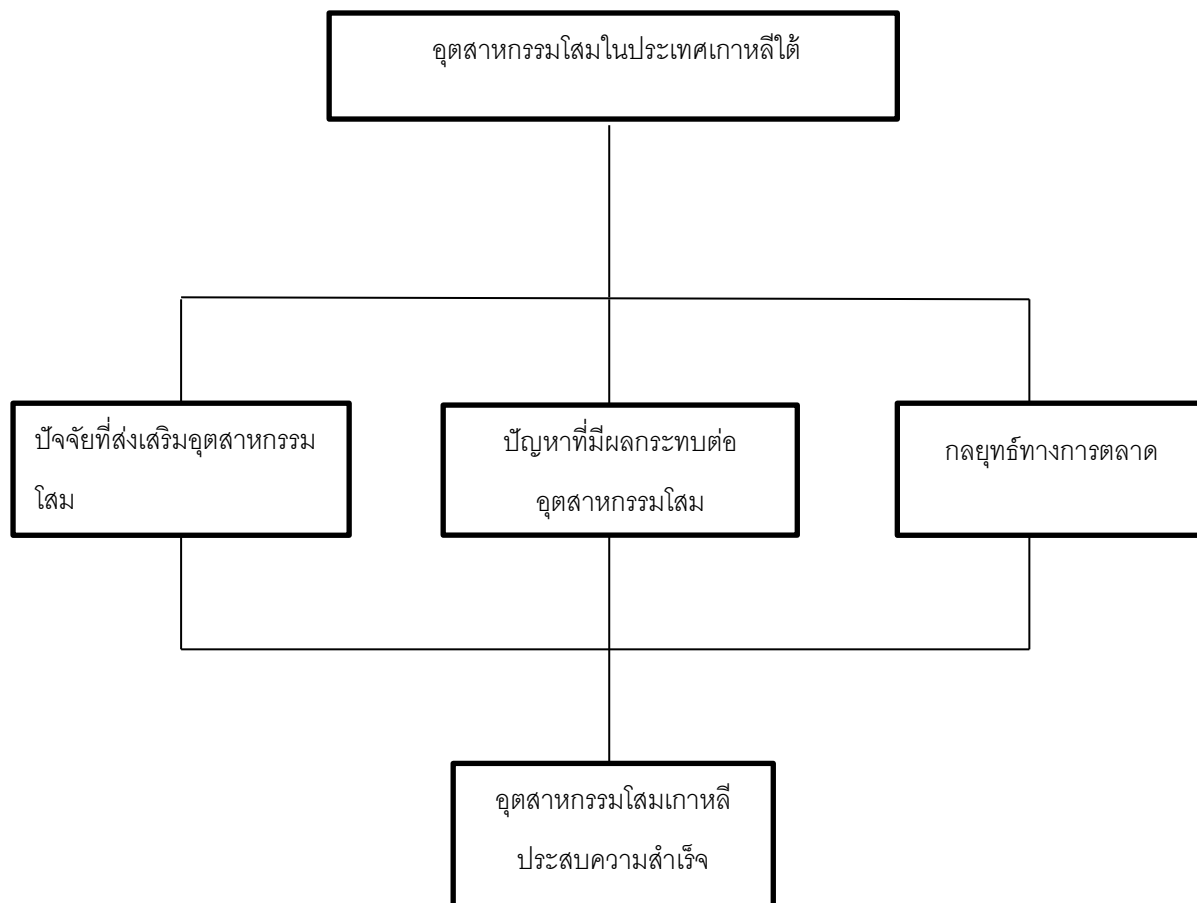 อุตสาหกรรมโสมในประเทศเกาหลีใต้
ปัจจัยที่ส่งเสริมอุตสาหกรรม
โสม
ปัญหาที่มีผลกระทบต่อ
อุตสาหกรรมโสม
กลยุทธ์ทางการตลาด
อุตสาหกรรมโสมเกาหลี
ประสบความสำเร็จ